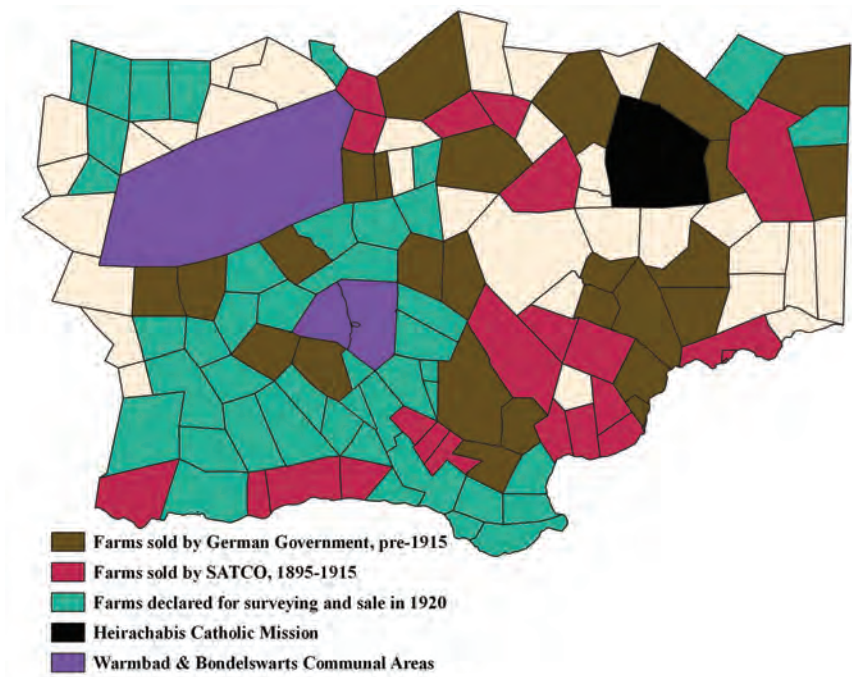 Farms sold by German Government, pre-1915
Farms sold by SATCO, 1895-1915
Farms declared for surveying and sale in 1920
Heirachabis Catholic Mission
Warmbad & Bondelswarts Communal Areas